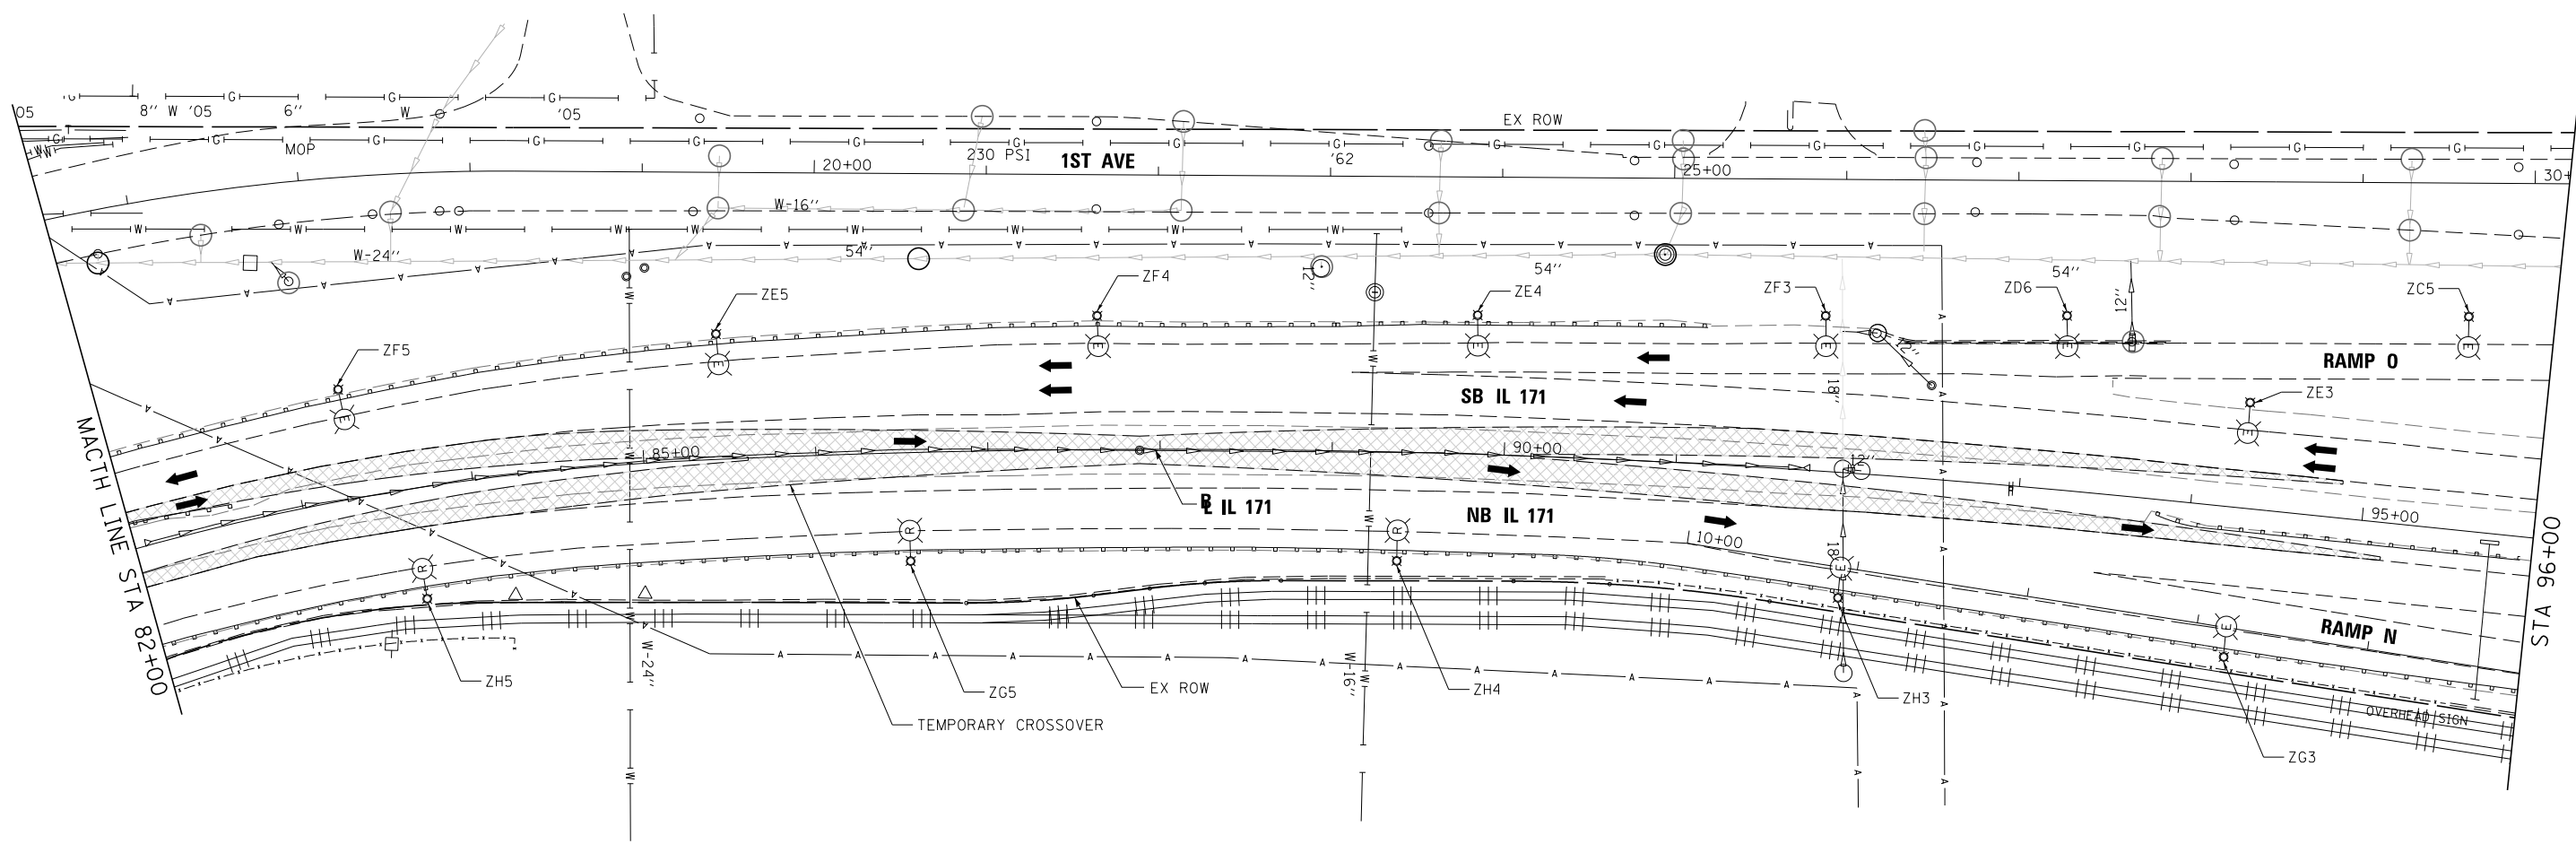 05
8'' W '05 6'' W '05
G G G G
EX ROW
G G G G G G G G G G G G G G G
MOP
20+00
230 PSI
1ST AVE
'62
25+00
30+
W-16''
W W W W W W W W W
W-24''
54''
54''
54''
12''
12''
ZF4
ZE5
ZE4
ZF3
ZD6
ZC5
ZF5
12''
RAMP O
18''
SB IL 171
ZE3
85+00
90+00
12''
MACTH LINE STA 82+00
B̲L IL 171
NB IL 171
10+00
95+00
18''
STA 96+00
RAMP N
W-24''
W-16''
ZH5
ZG5
EX ROW
ZH4
ZH3
OVERHEAD SIGN
TEMPORARY CROSSOVER
ZG3